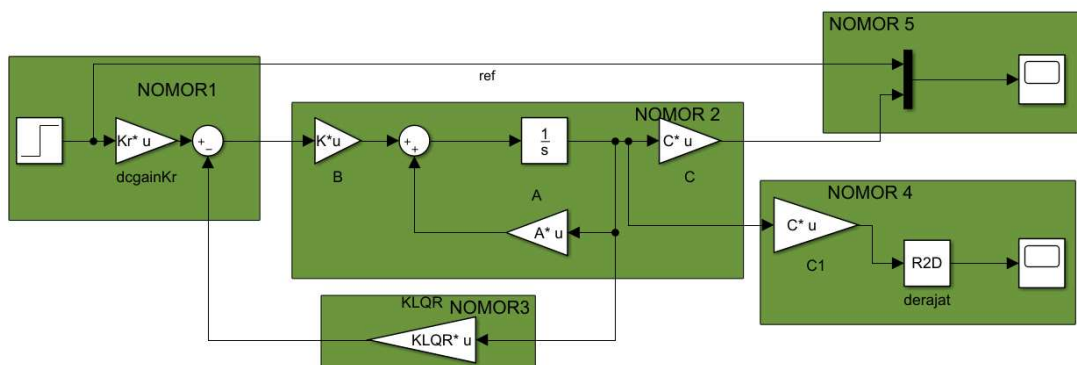 NOMOR 5
NOMOR1
ref
Kr* u
dcgainKr
+
−
NOMOR 2
K*u
B
+
+
1
s
C* u
C
A
A* u
NOMOR 4
C* u
C1
R2D
derajat
KLQR
NOMOR3
KLQR* u